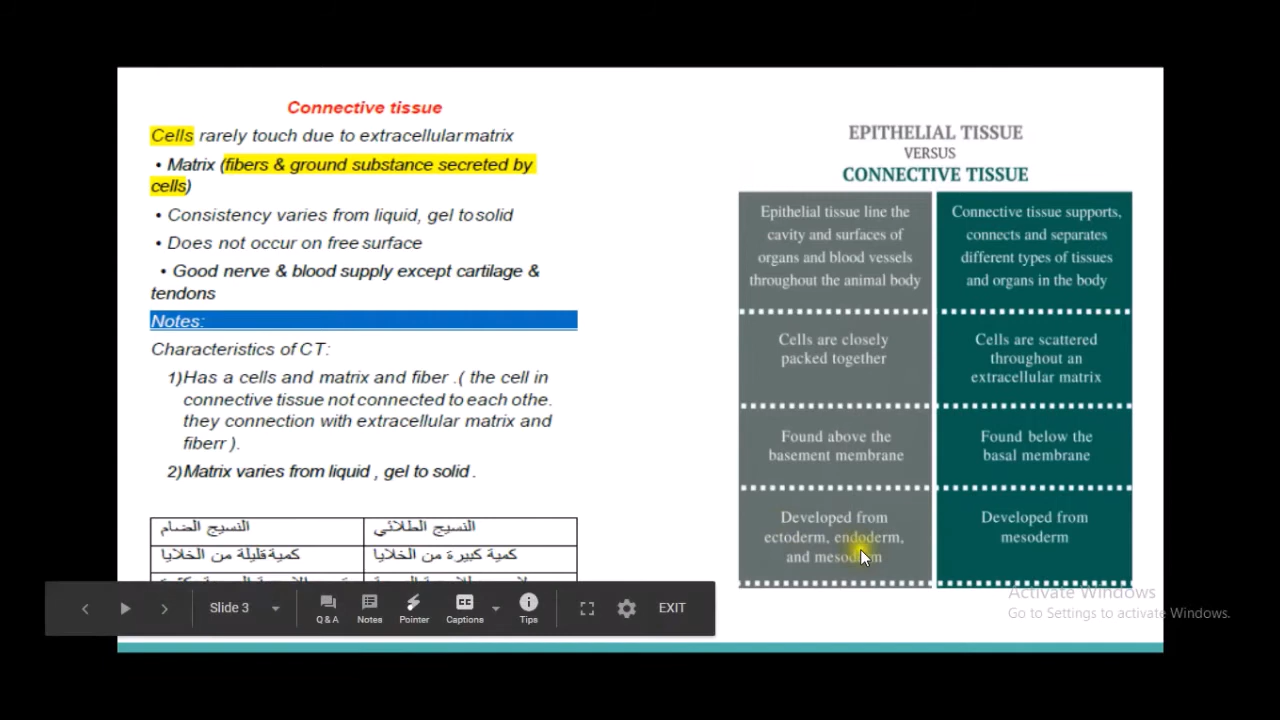 Connective tissue
Cells rarely touch due to extracellular matrix
• Matrix (fibers & ground substance secreted by
cells)
• Consistency varies from liquid, gel to solid
• Does not occur on free surface
• Good nerve & blood supply except cartilage &
tendons
Notes:
Characteristics of CT:
1)Has a cells and matrix and fiber .( the cell in
connective tissue not connected to each othe.
they connection with extracellular matrix and
fiberr ).
2)Matrix varies from liquid , gel to solid .
النسيج الطلائي النسيج الضام
كمية كبيرة من الخلايا كمية قليلة من الخلايا
EPITHELIAL TISSUE
VERSUS
CONNECTIVE TISSUE
Epithelial tissue line the
cavity and surfaces of
organs and blood vessels
throughout the animal body
Connective tissue supports,
connects and separates
different types of tissues
and organs in the body
Cells are closely
packed together
Cells are scattered
throughout an
extracellular matrix
Found above the
basement membrane
Found below the
basal membrane
Developed from
ectoderm, endoderm,
and mesoderm
Developed from
mesoderm
Slide 3
Q & A Notes Pointer Captions Tips
EXIT
Activate Windows
Go to Settings to activate Windows.